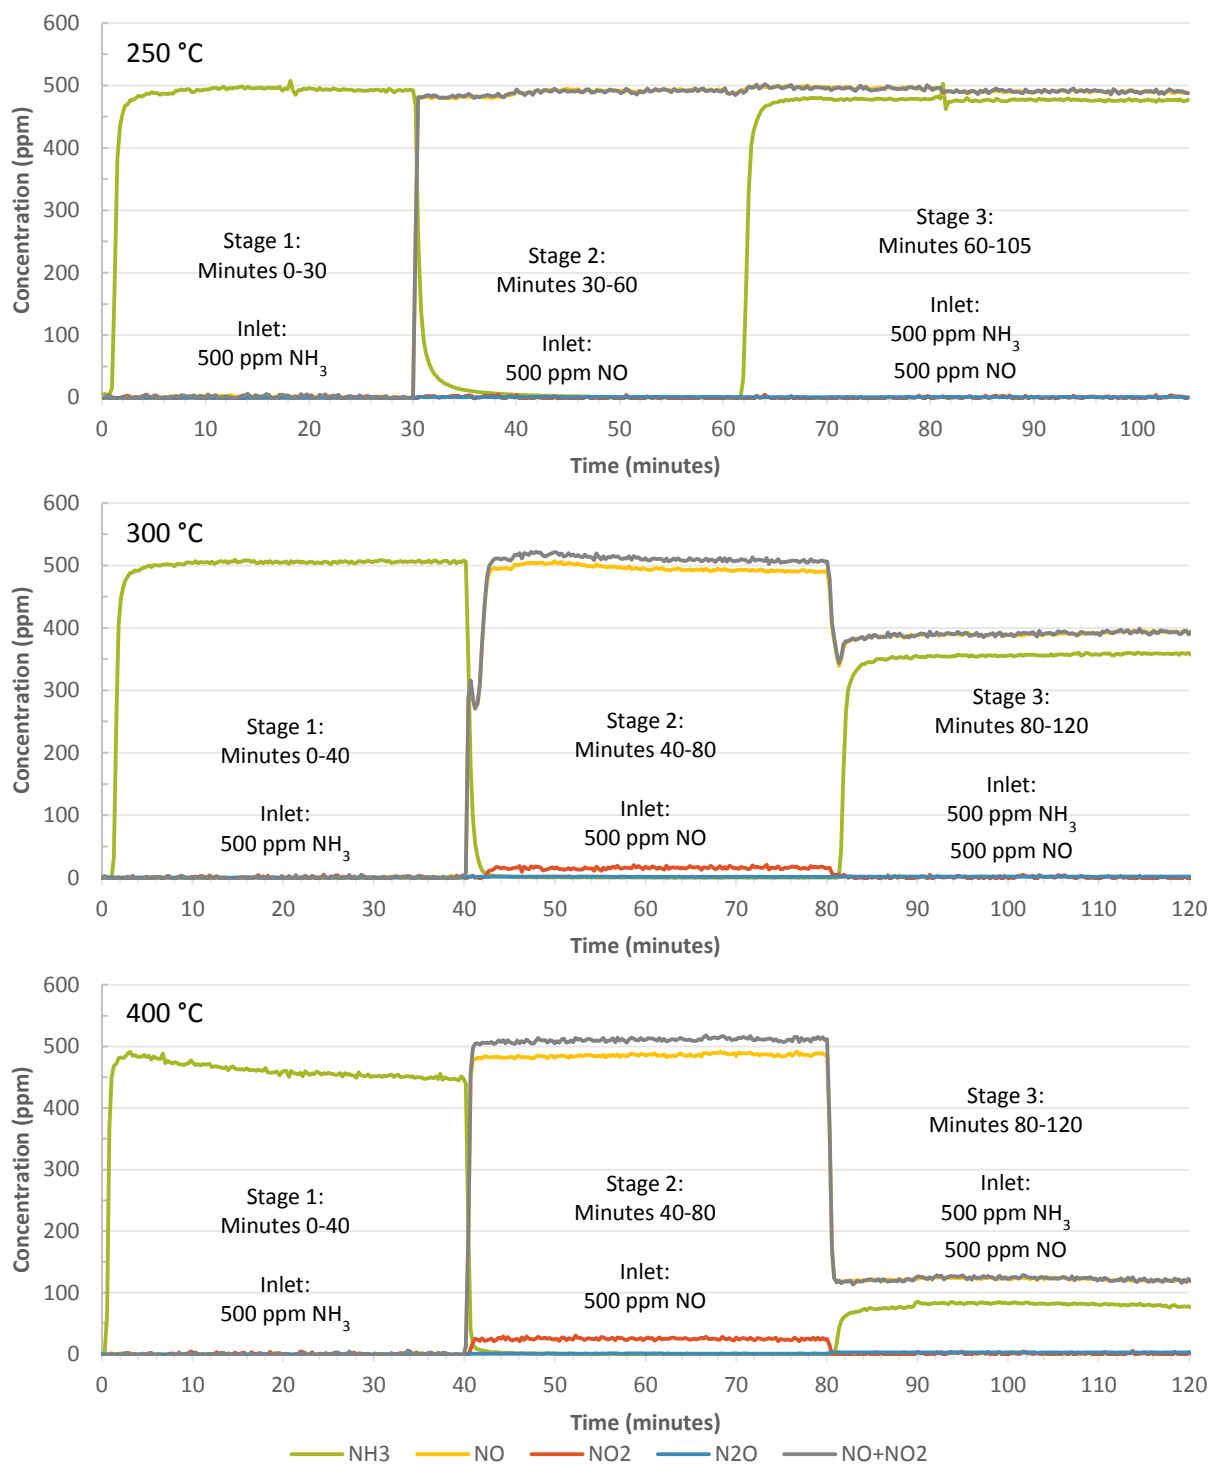 250 °C
Concentration (ppm)
600
500
400
300
200
100
0
Stage 1:
Minutes 0-30
Inlet:
500 ppm NH₃
Stage 2:
Minutes 30-60
Inlet:
500 ppm NO
Stage 3:
Minutes 60-105
Inlet:
500 ppm NH₃
500 ppm NO
0 10 20 30 40 50 60 70 80 90 100
Time (minutes)
300 °C
Concentration (ppm)
600
500
400
300
200
100
0
Stage 1:
Minutes 0-40
Inlet:
500 ppm NH₃
Stage 2:
Minutes 40-80
Inlet:
500 ppm NO
Stage 3:
Minutes 80-120
Inlet:
500 ppm NH₃
500 ppm NO
0 10 20 30 40 50 60 70 80 90 100 110 120
Time (minutes)
400 °C
Concentration (ppm)
600
500
400
300
200
100
0
Stage 1:
Minutes 0-40
Inlet:
500 ppm NH₃
Stage 2:
Minutes 40-80
Inlet:
500 ppm NO
Stage 3:
Minutes 80-120
Inlet:
500 ppm NH₃
500 ppm NO
0 10 20 30 40 50 60 70 80 90 100 110 120
Time (minutes)
NH3 NO NO2 N2O NO+NO2